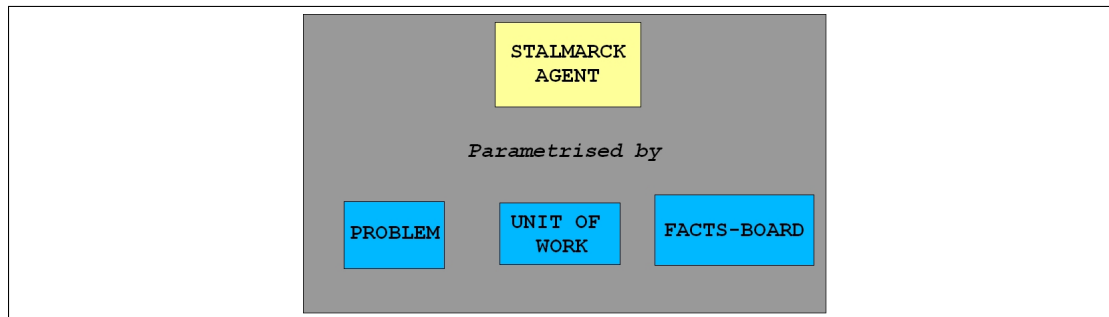 STALMARCK
AGENT
Parametrised by
PROBLEM
UNIT OF
WORK
FACTS-BOARD